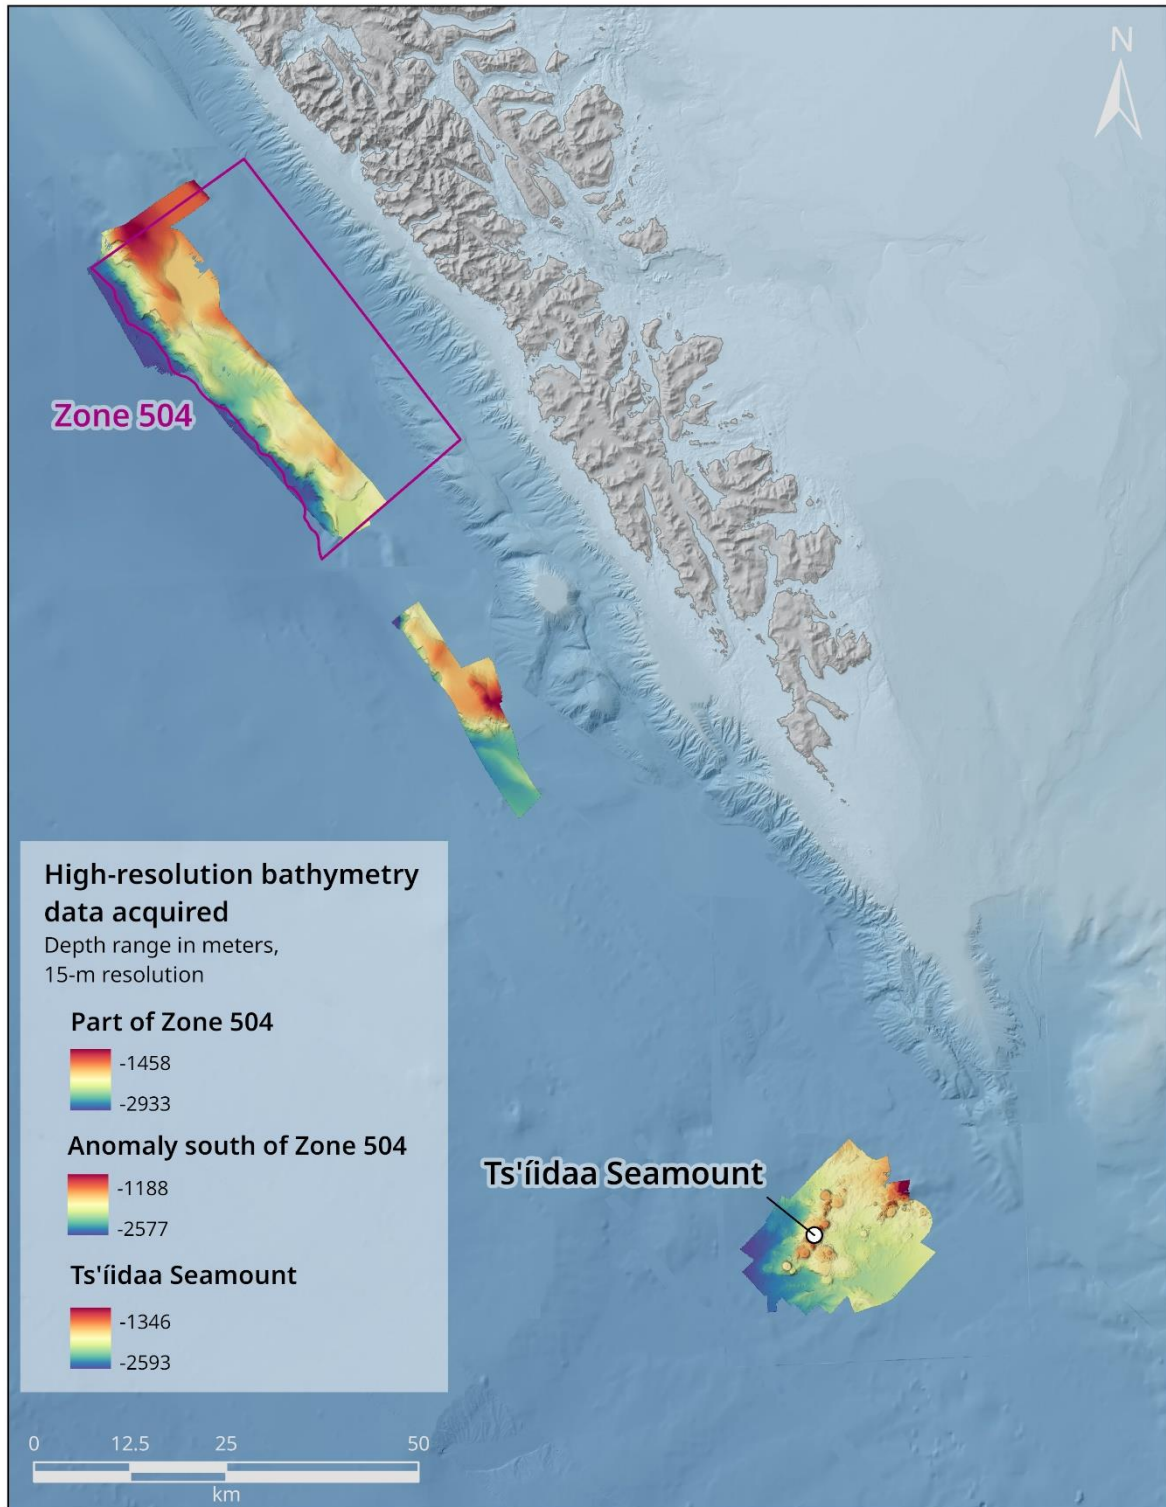 N
Zone 504
High-resolution bathymetry
data acquired
Depth range in meters,
15-m resolution
Part of Zone 504
-1458
-2933
Anomaly south of Zone 504
-1188
-2577
Ts'íidaa Seamount
-1346
-2593
Ts'íidaa Seamount
0 12.5 25 50
km